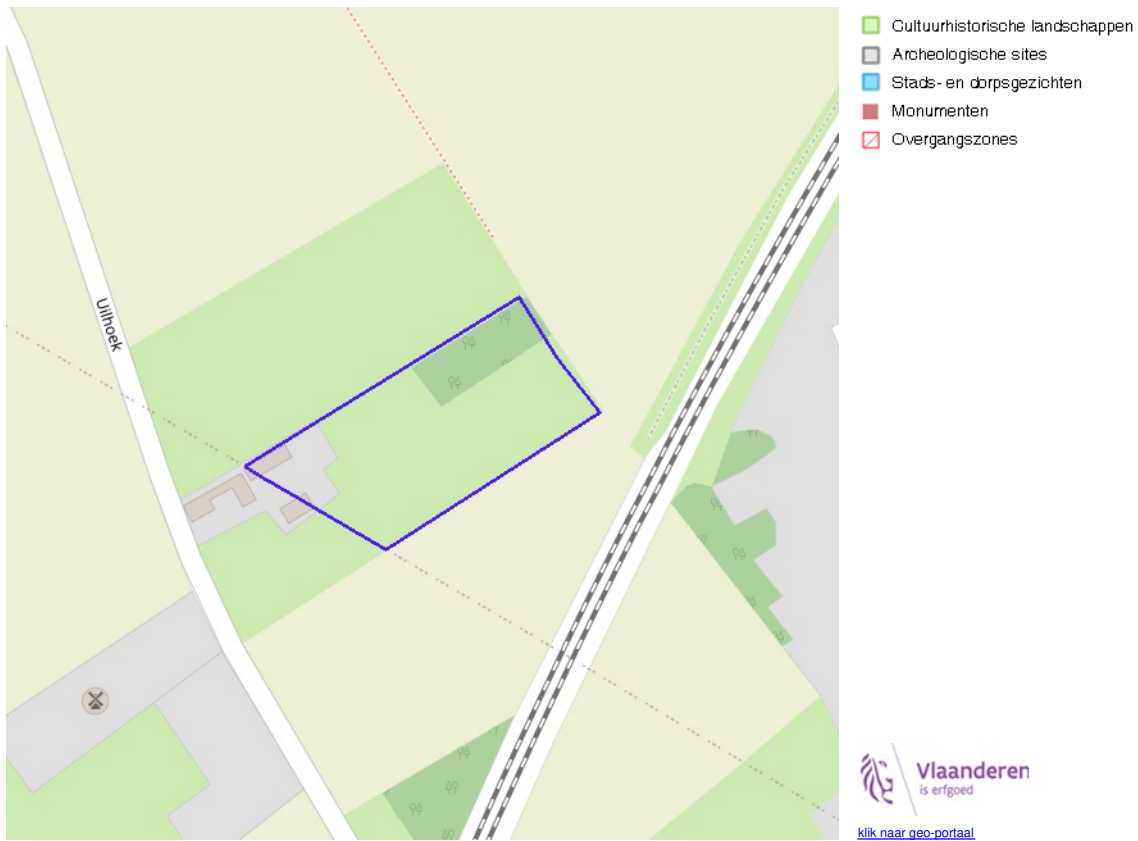 Cultuurhistorische landschappen
Archeologische sites
Stads- en dorpsgezichten
Monumenten
Overgangszones
Uilhoek
Vlaanderen
is erfgoed
klik naar geo-portaal